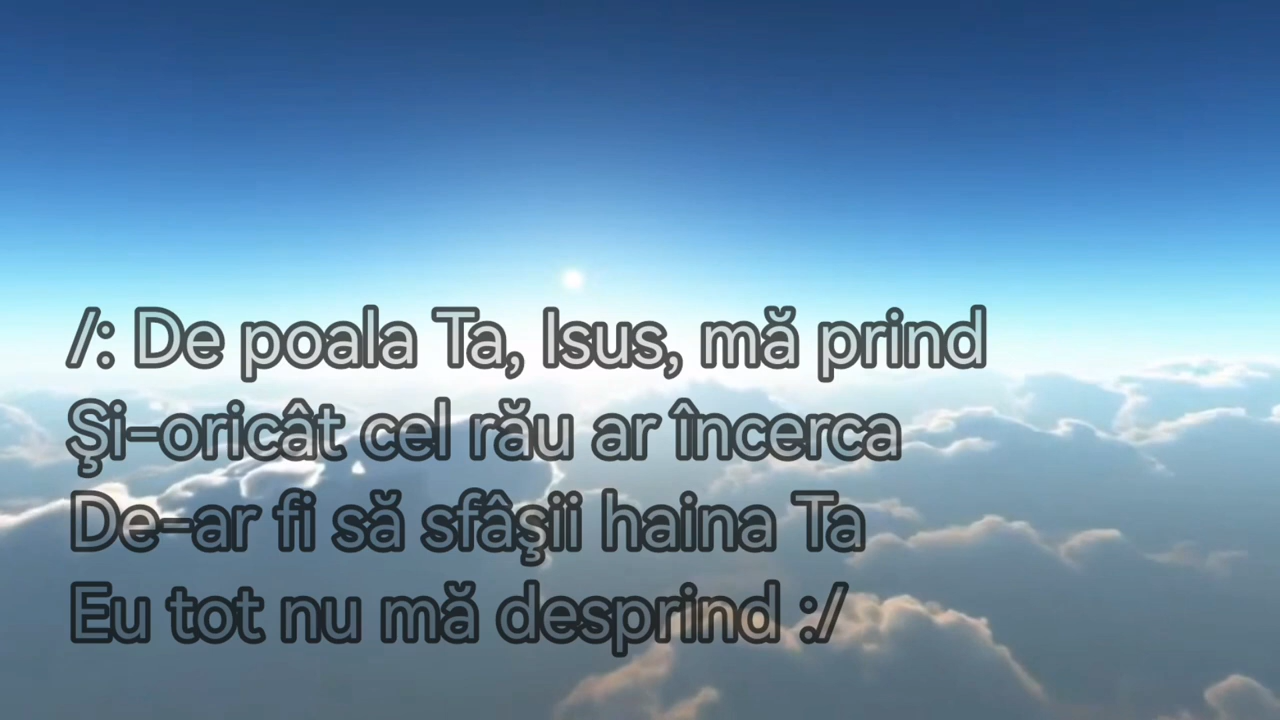 /: De poala Ta, Isus, mă prind
Şi-oricât cel rău ar încerca
De-ar fi să sfâşii haina Ta
Eu tot nu mă desprind :/